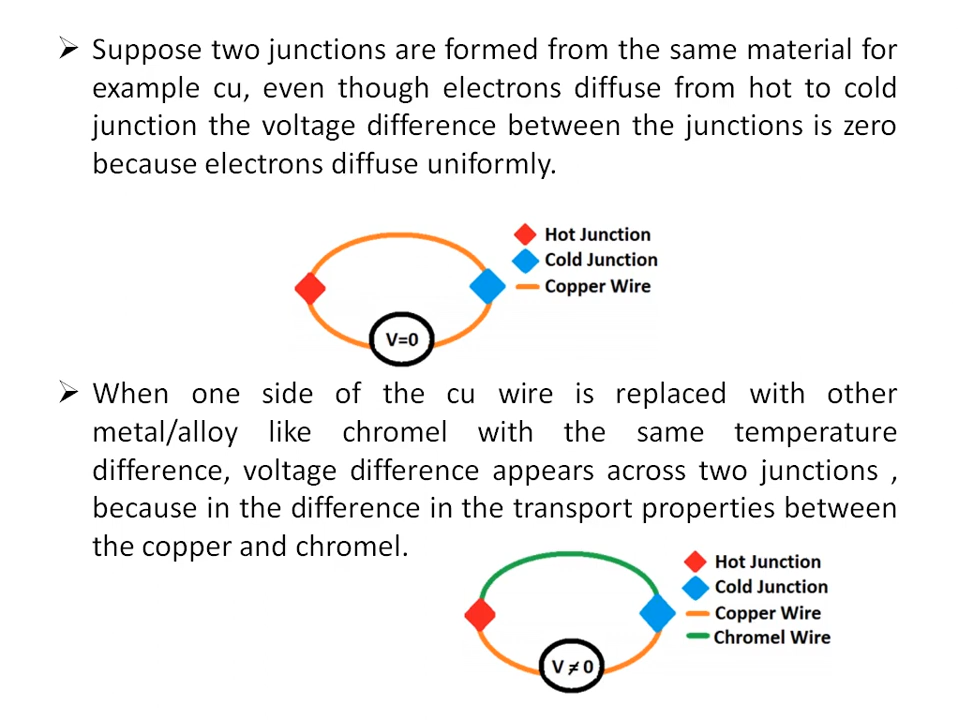 Suppose two junctions are formed from the same material for
example cu, even though electrons diffuse from hot to cold
junction the voltage difference between the junctions is zero
because electrons diffuse uniformly.
Hot Junction
Cold Junction
Copper Wire
V=0
When one side of the cu wire is replaced with other
metal/alloy like chromel with the same temperature
difference, voltage difference appears across two junctions ,
because in the difference in the transport properties between
the copper and chromel.
Hot Junction
Cold Junction
Copper Wire
Chromel Wire
V ≠ 0